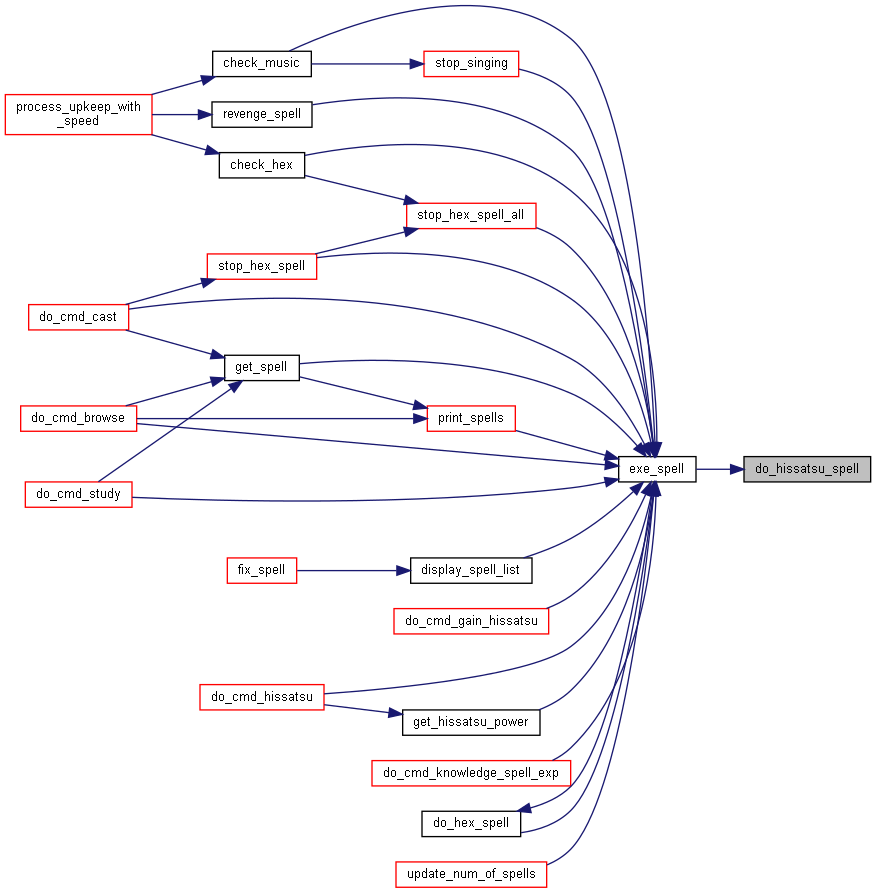 check_music
stop_singing
process_upkeep_with
_speed
revenge_spell
check_hex
stop_hex_spell_all
stop_hex_spell
do_cmd_cast
get_spell
do_cmd_browse
print_spells
exe_spell
do_hissatsu_spell
do_cmd_study
fix_spell
display_spell_list
do_cmd_gain_hissatsu
do_cmd_hissatsu
get_hissatsu_power
do_cmd_knowledge_spell_exp
do_hex_spell
update_num_of_spells